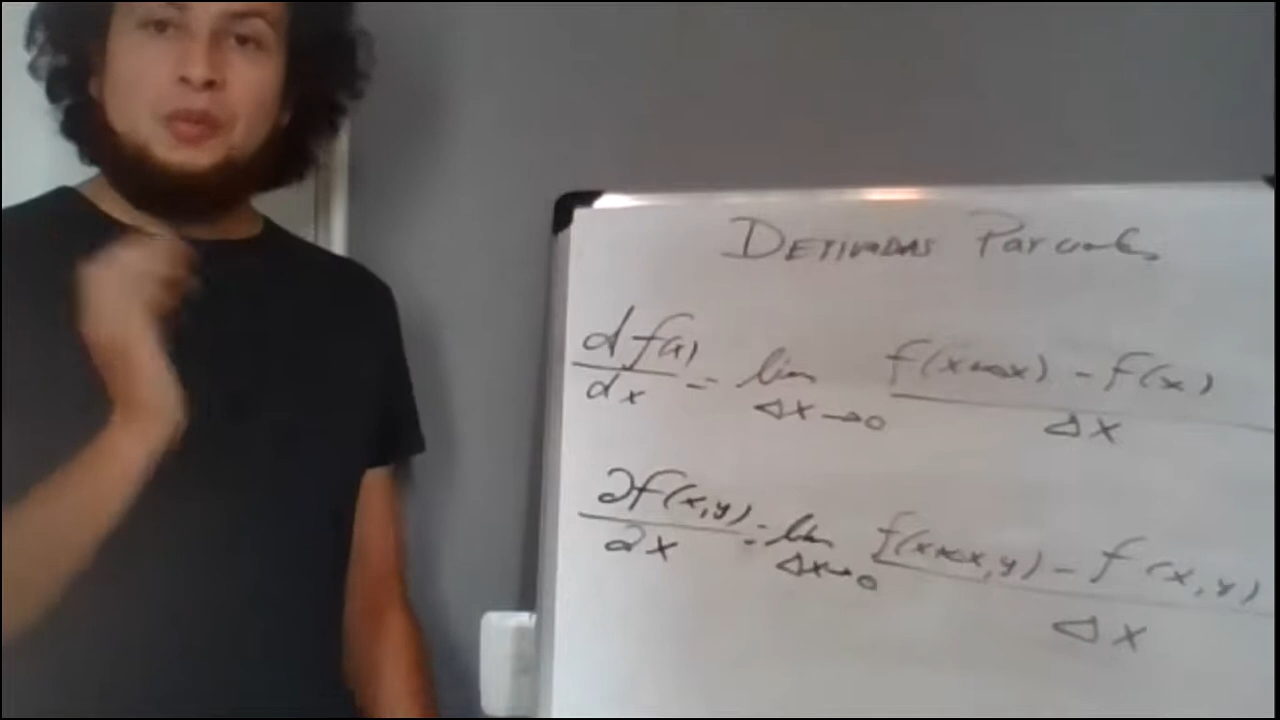 DERIVADAS Parciales
df(x)/dx = lim Δx→0 f(x+Δx) - f(x) / Δx
∂f(x,y)/∂x = lim Δx→0 f(x+Δx,y) - f(x,y) / Δx